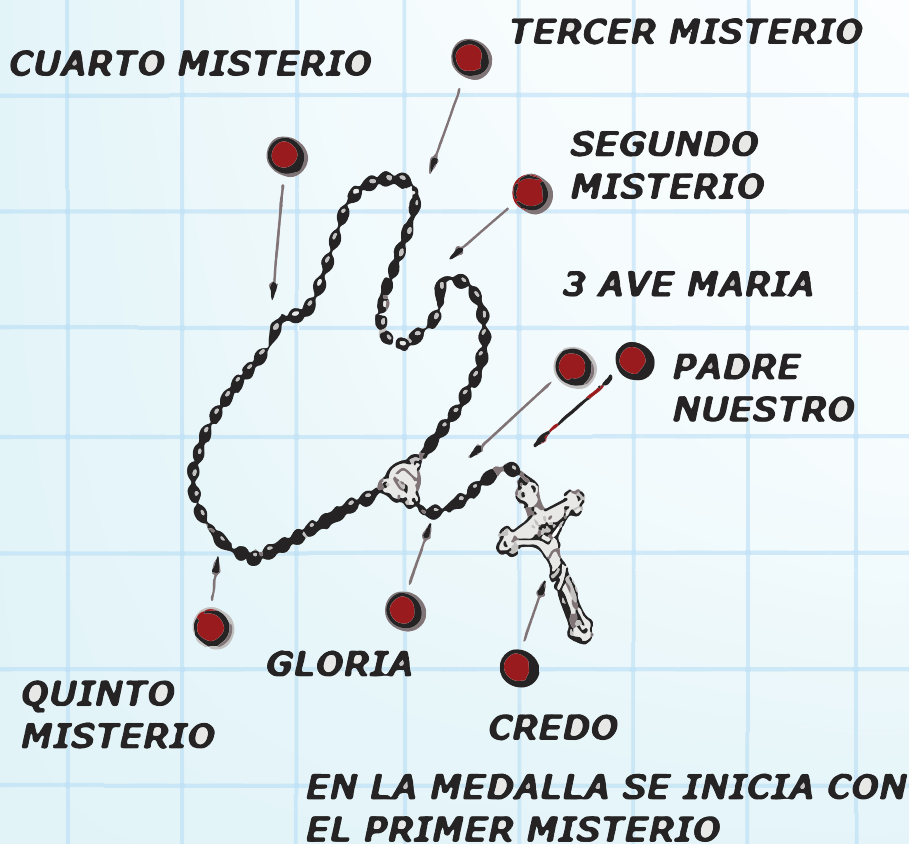 TERCER MISTERIO
CUARTO MISTERIO
SEGUNDO
MISTERIO
3 AVE MARIA
PADRE
NUESTRO
GLORIA
QUINTO
MISTERIO
CREDO
EN LA MEDALLA SE INICIA CON
EL PRIMER MISTERIO